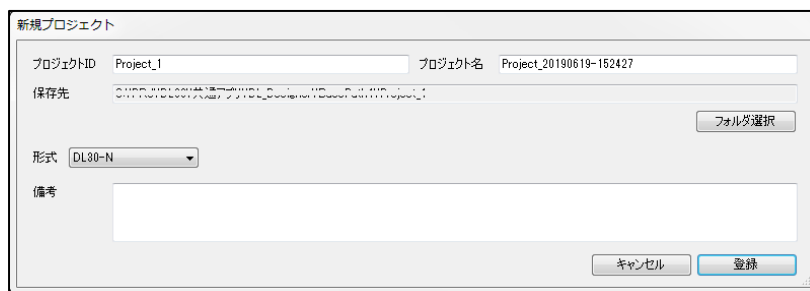 新規プロジェクト
プロジェクトID Project_1 プロジェクト名 Project_20190619-152427
保存先
フォルダ選択
形式 DL30-N
備考
キャンセル 登録